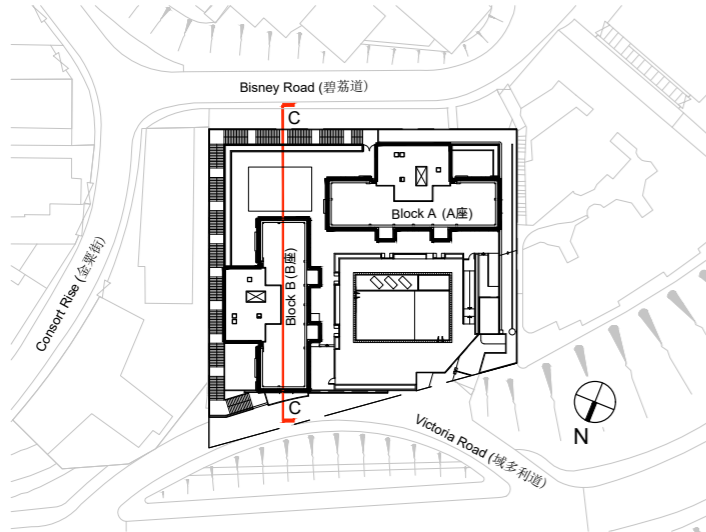 Bisney Road (碧荔道)
C
Block A (A座)
Block B (B座)
Consort Rise (金粟街)
C
Victoria Road (域多利道)
N